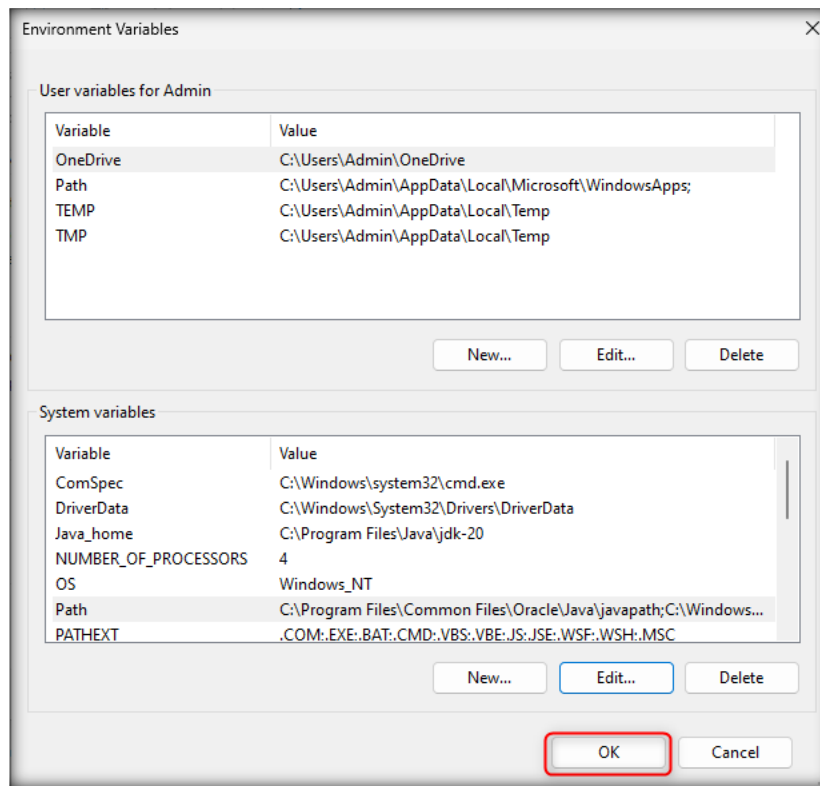 Environment Variables
User variables for Admin
Variable Value
OneDrive C:\Users\Admin\OneDrive
Path C:\Users\Admin\AppData\Local\Microsoft\WindowsApps;
TEMP C:\Users\Admin\AppData\Local\Temp
TMP C:\Users\Admin\AppData\Local\Temp
New... Edit... Delete
System variables
Variable Value
ComSpec C:\Windows\system32\cmd.exe
DriverData C:\Windows\System32\Drivers\DriverData
Java_home C:\Program Files\Java\jdk-20
NUMBER_OF_PROCESSORS 4
OS Windows_NT
Path C:\Program Files\Common Files\Oracle\Java\javapath;C:\Windows...
PATHEXT .COM;.EXE;.BAT;.CMD;.VBS;.VBE;.JS;.JSE;.WSF;.WSH;.MSC
New... Edit... Delete
OK Cancel